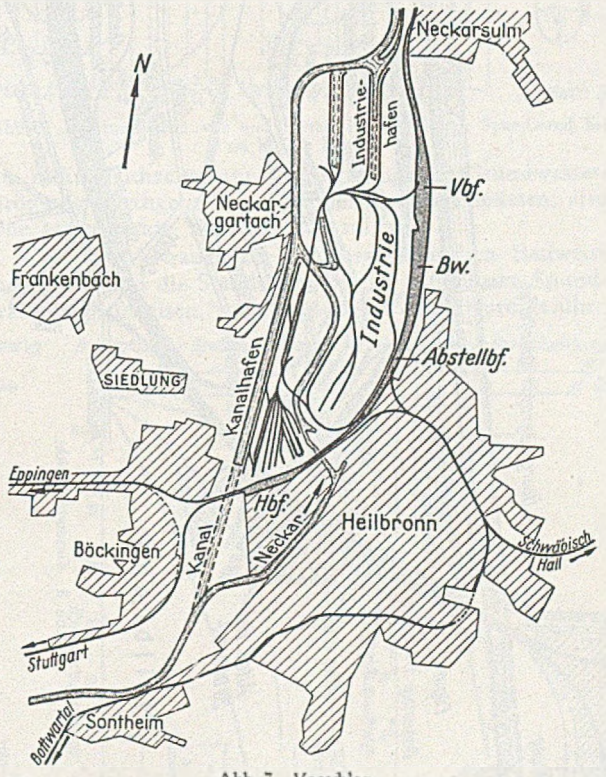 Neckarsulm
N
Industrie-
hafen
Vbf.
Neckar-
gartach
Frankenbach
Industrie
Bw.
Kanalhafen
SIEDLUNG
Abstellbf.
Eppingen
Hbf.
Heilbronn
Böckingen
Kanal
Neckar
Schwäbisch
Hall
Stuttgart
Sontheim
Bottwartal